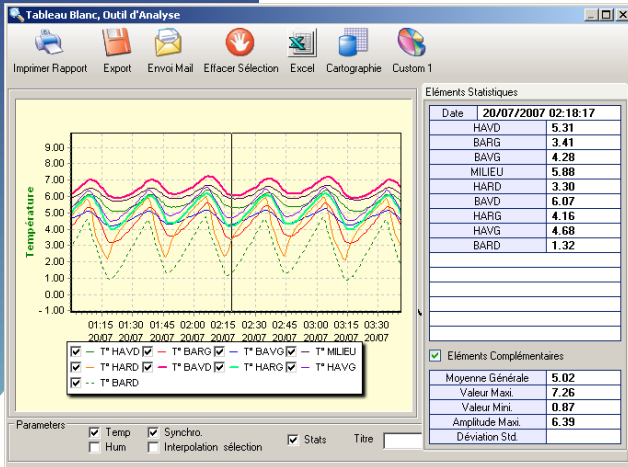 Tableau Blanc, Outil d'Analyse
Imprimer Rapport Export Envoi Mail Effacer Sélection Excel Cartographie Custom 1
Eléments Statistiques
Date 20/07/2007 02:18:17
HAVD 5.31
BARG 3.41
BAVG 4.28
MILIEU 5.88
HARD 3.30
BAVD 6.07
HARG 4.16
HAVG 4.68
BARD 1.32
Température
9.00
8.00
7.00
6.00
5.00
4.00
3.00
2.00
1.00
0.00
-1.00
01:15 01:30 01:45 02:00 02:15 02:30 02:45 03:00 03:15 03:30
20/07 20/07 20/07 20/07 20/07 20/07 20/07 20/07 20/07 20/07
T° HAVD T° BARG T° BAVG T° MILIEU
T° HARD T° BAVD T° HARG T° HAVG
T° BARD
Eléments Complémentaires
Moyenne Générale 5.02
Valeur Maxi. 7.26
Valeur Mini. 0.87
Amplitude Maxi. 6.39
Déviation Std.
Parameters
Temp Synchro. Stats Titre
Hum Interpolation sélection